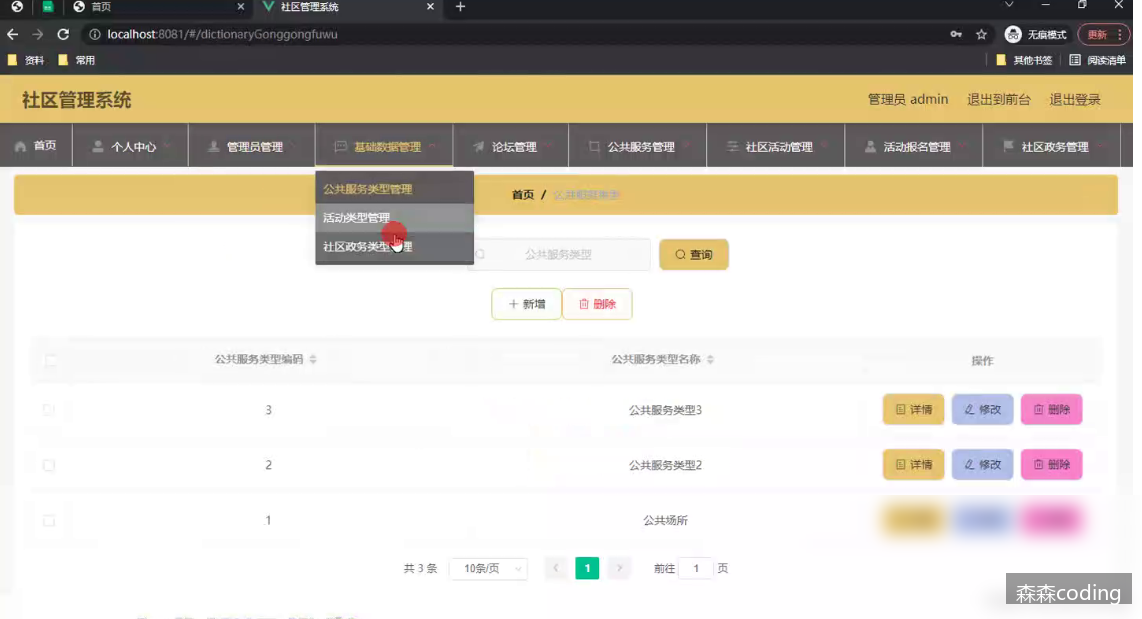 首页
社区管理系统
localhost:8081/#/dictionaryGonggongfuwu
无痕模式
更新
资料
常用
其他书签
阅读清单
社区管理系统
管理员 admin
退出到前台
退出登录
首页
个人中心
管理员管理
基础数据管理
论坛管理
公共服务管理
社区活动管理
活动报名管理
社区政务管理
公共服务类型管理
活动类型管理
社区政务类型管理
首页 /
公共服务类型
查询
新增
删除
公共服务类型编码
公共服务类型名称
操作
3
公共服务类型3
详情
修改
删除
2
公共服务类型2
详情
修改
删除
1
公共场所
共 3 条
10条/页
1
前往
1
页
森森coding